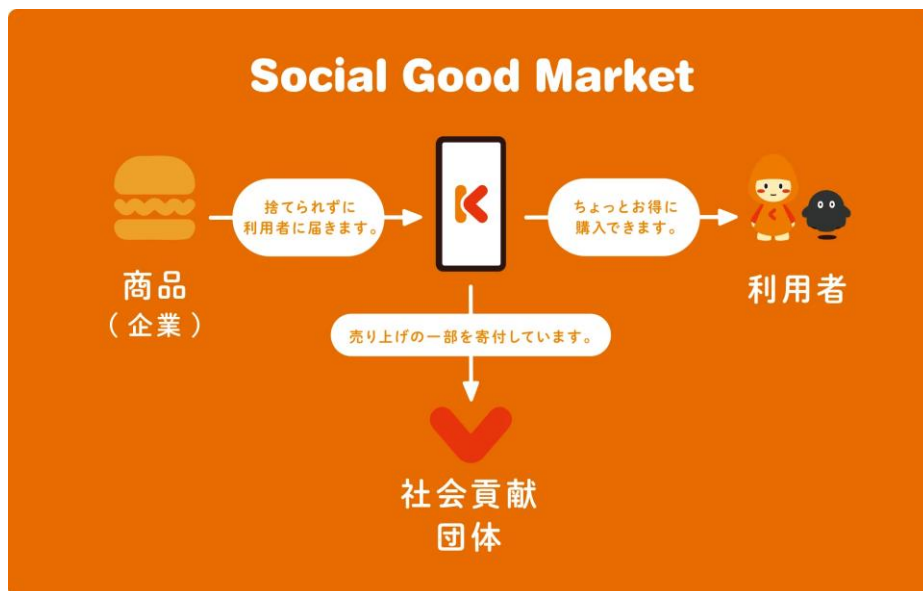 Social Good Market
捨てられずに
利用者に届きます。
ちょっとお得に
購入できます。
商品
（企業）
利用者
売り上げの一部を寄付しています。
社会貢献
団体